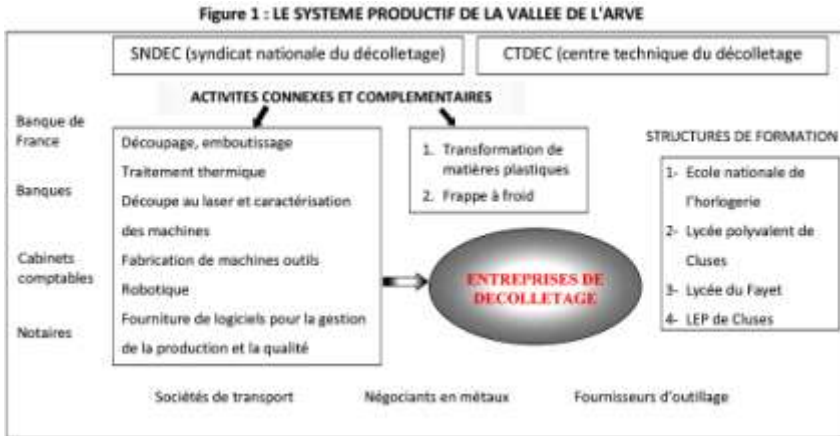 Figure 1 : LE SYSTEME PRODUCTIF DE LA VALLEE DE L'ARVE
SNDEC (syndicat nationale du décolletage)
CTDEC (centre technique du décolletage
ACTIVITES CONNEXES ET COMPLEMENTAIRES
Banque de
France
Banques
Cabinets
comptables
Notaires
Découpage, emboutissage
Traitement thermique
Découpe au laser et caractérisation
des machines
Fabrication de machines outils
Robotique
Fourniture de logiciels pour la gestion
de la production et la qualité
1. Transformation de
matières plastiques
2. Frappe à froid
ENTREPRISES DE
DECOLLETAGE
STRUCTURES DE FORMATION
1- Ecole nationale de
l'horlogerie
2- Lycée polyvalent de
Cluses
3- Lycée du Fayet
4- LEP de Cluses
Sociétés de transport
Négociants en métaux
Fournisseurs d'outillage